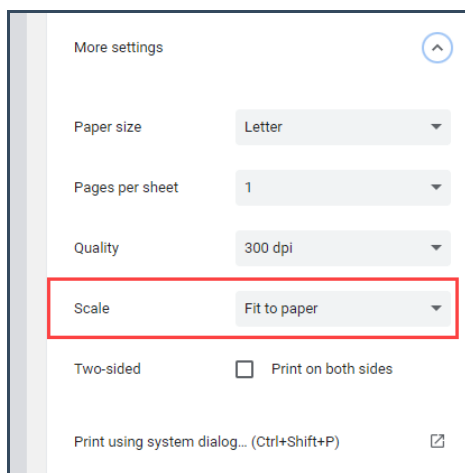 More settings
Paper size Letter
Pages per sheet 1
Quality 300 dpi
Scale Fit to paper
Two-sided Print on both sides
Print using system dialog... (Ctrl+Shift+P)